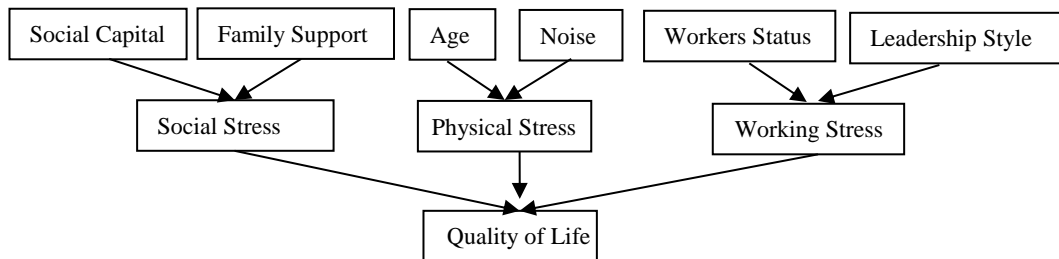 Social Capital
Family Support
Age
Noise
Workers Status
Leadership Style
Social Stress
Physical Stress
Working Stress
Quality of Life